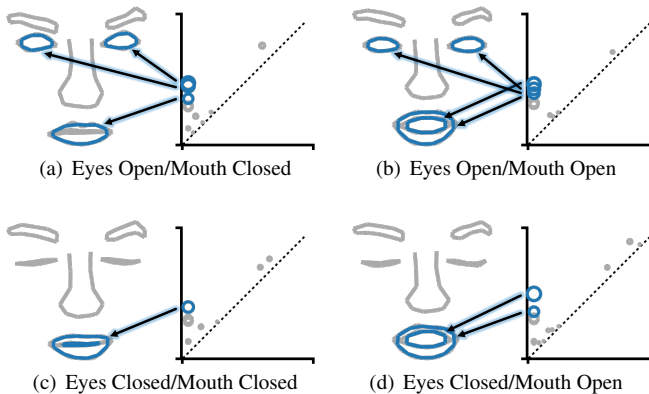 (a) Eyes Open/Mouth Closed
(b) Eyes Open/Mouth Open
(c) Eyes Closed/Mouth Closed
(d) Eyes Closed/Mouth Open